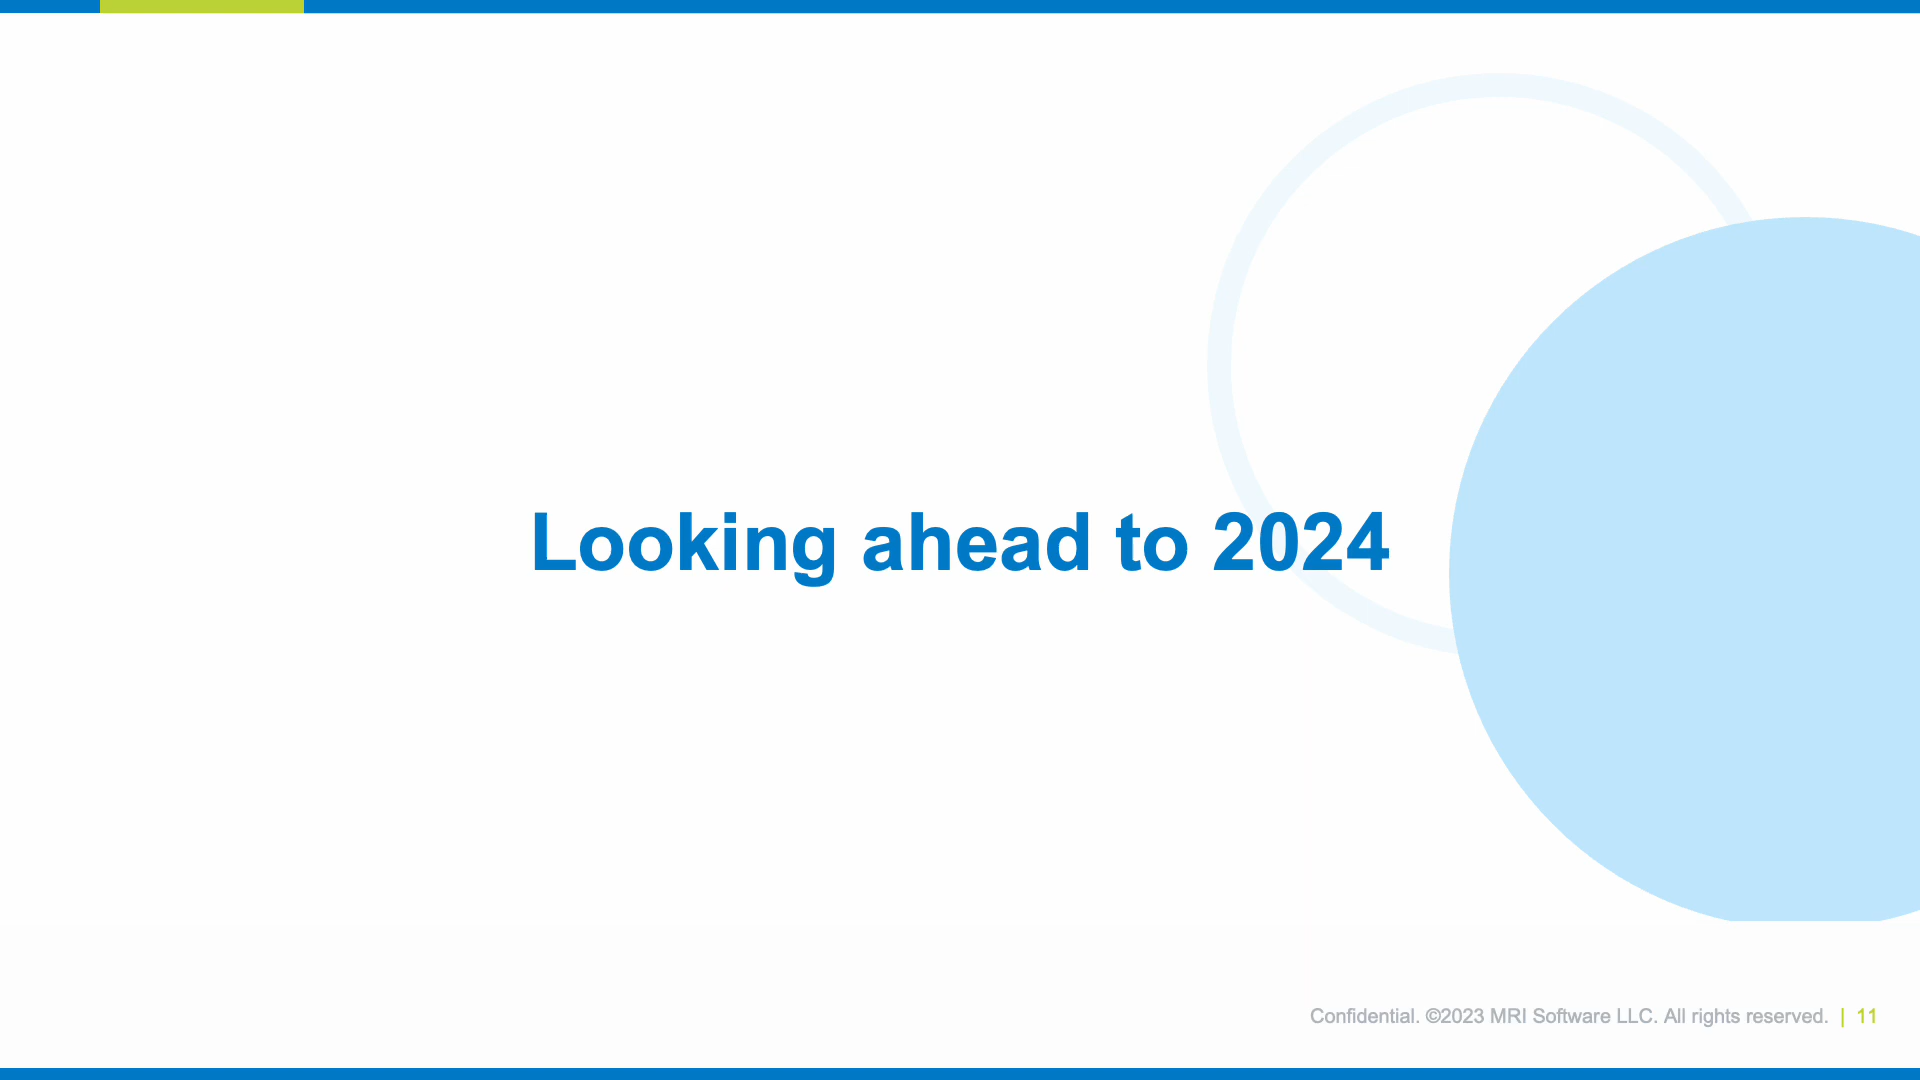 Looking ahead to 2024
Confidential. ©2023 MRI Software LLC. All rights reserved. | 11